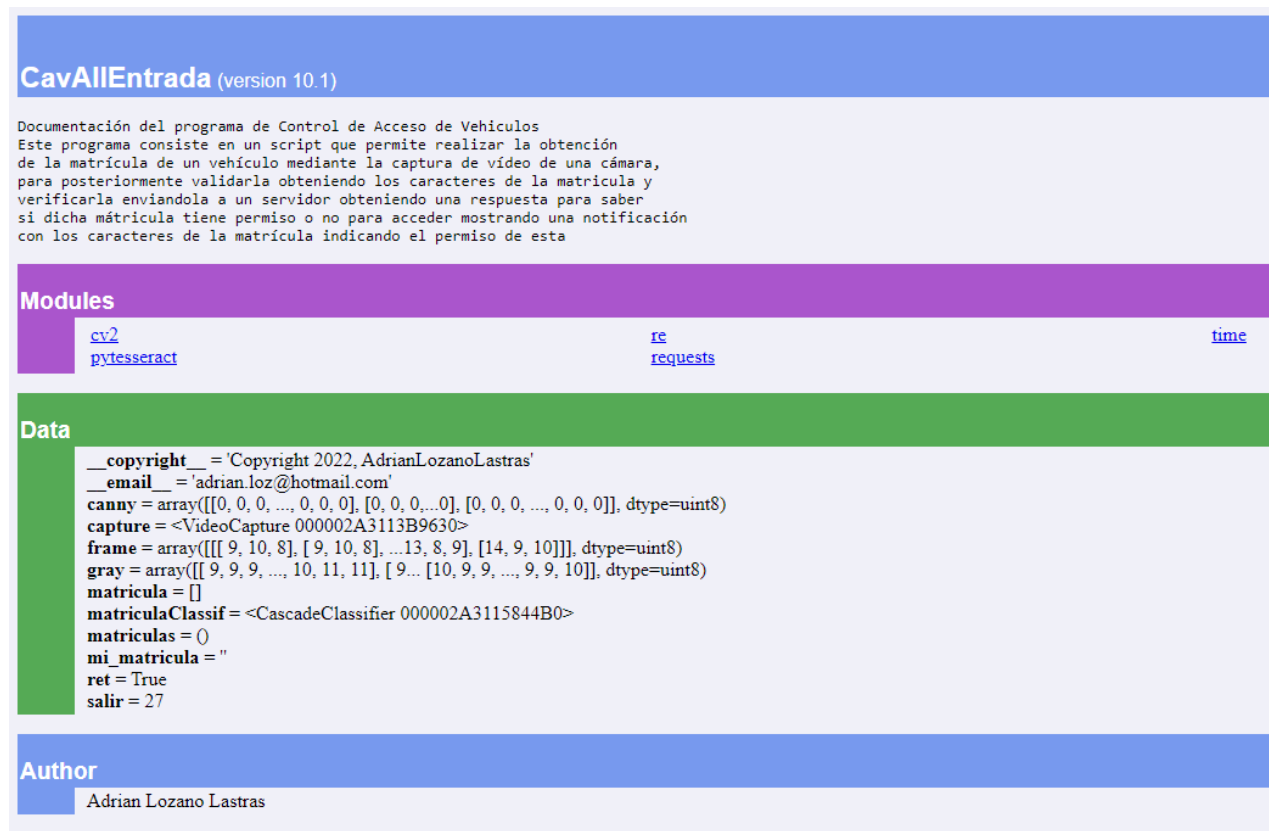 CavAllEntrada (version 10.1)
Documentación del programa de Control de Acceso de Vehiculos
Este programa consiste en un script que permite realizar la obtención
de la matrícula de un vehículo mediante la captura de vídeo de una cámara,
para posteriormente validarla obteniendo los caracteres de la matricula y
verificarla enviandola a un servidor obteniendo una respuesta para saber
si dicha mátricula tiene permiso o no para acceder mostrando una notificación
con los caracteres de la matrícula indicando el permiso de esta
Modules
cv2 re time
pytesseract requests
Data
__copyright__ = 'Copyright 2022, AdrianLozanoLastras'
__email__ = 'adrian.loz@hotmail.com'
canny = array([[0, 0, 0, ..., 0, 0, 0], [0, 0, 0,...0], [0, 0, 0, ..., 0, 0, 0]], dtype=uint8)
capture = <VideoCapture 000002A3113B9630>
frame = array([[[ 9, 10, 8], [ 9, 10, 8], ...13, 8, 9], [14, 9, 10]]], dtype=uint8)
gray = array([[ 9, 9, 9, ..., 10, 11, 11], [ 9... [10, 9, 9, ..., 9, 9, 10]], dtype=uint8)
matricula = []
matriculaClassif = <CascadeClassifier 000002A3115844B0>
matriculas = ()
mi_matricula = ''
ret = True
salir = 27
Author
Adrian Lozano Lastras